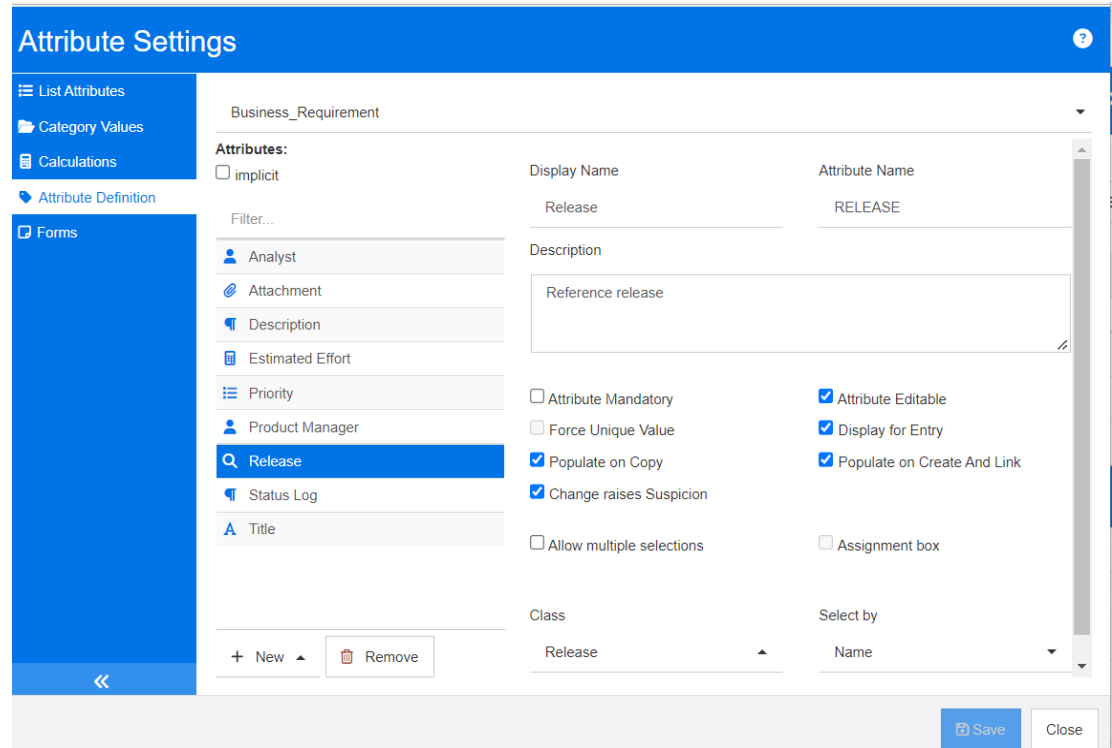 Attribute Settings
?
List Attributes
Category Values
Calculations
Attribute Definition
Forms
Business_Requirement
Attributes:
implicit
Filter...
Analyst
Attachment
Description
Estimated Effort
Priority
Product Manager
Release
Status Log
Title
New
Remove
Display Name
Attribute Name
Release
RELEASE
Description
Reference release
Attribute Mandatory
Attribute Editable
Force Unique Value
Display for Entry
Populate on Copy
Populate on Create And Link
Change raises Suspicion
Allow multiple selections
Assignment box
Class
Select by
Release
Name
Save
Close